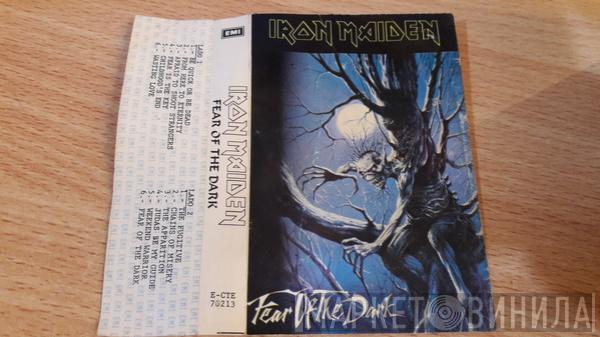 LADO 1
1.- BE QUICK OR BE DEAD
2.- FROM HERE TO ETERNITY
3.- AFRAID TO SHOOT STRANGERS
4.- FEAR IS THE KEY
5.- CHILDHOOD'S END
6.- WASTING LOVE
LADO 2
1.- THE FUGITIVE
2.- CHAINS OF MISERY
3.- THE APPARITION
4.- JUDAS BE MY GUIDE
5.- WEEKEND WARRIOR
6.- FEAR OF THE DARK
EMI
IRON MAIDEN
FEAR OF THE DARK
E-CTE
70213
IRON MAIDEN
Fear Of The Dark
МАРКЕТ ВИНИЛА